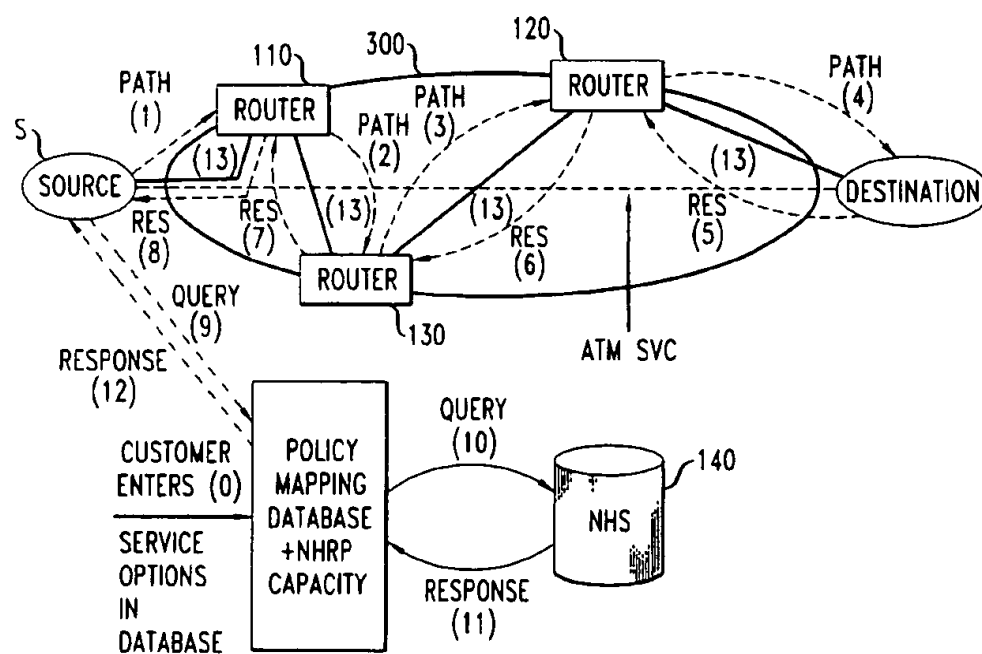 120
110
300
PATH
(1)
ROUTER
PATH
(3)
ROUTER
PATH
(4)
S
PATH
(2)
(13)
(13)
SOURCE
DESTINATION
RES
(8)
RES
(7)
(13)
(13)
RES
(6)
RES
(5)
ROUTER
130
QUERY
(9)
ATM SVC
RESPONSE
(12)
CUSTOMER
ENTERS (0)
SERVICE
OPTIONS
IN
DATABASE
POLICY
MAPPING
DATABASE
+NHRP
CAPACITY
QUERY
(10)
140
NHS
RESPONSE
(11)